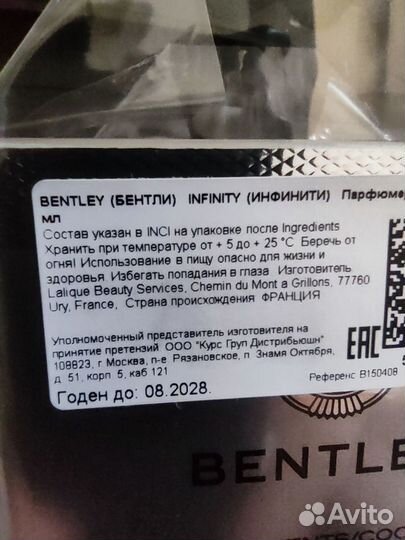 BENTLEY (БЕНТЛИ) INFINITY (ИНФИНИТИ) Парфюмер
мл
Состав указан в INCI на упаковке после Ingredients
Хранить при температуре от + 5 до + 25 °С Беречь от
огня! Использование в пищу опасно для жизни и
здоровья Избегать попадания в глаза Изготовитель:
Lalique Beauty Services, Chemin du Mont a Grillons, 77760
Ury, France, Страна происхождения ФРАНЦИЯ
Уполномоченный представитель изготовителя на
принятие претензий ООО "Курс Груп Дистрибьюшн"
108823, г Москва, п-е Рязановское, п Знамя Октября,
д 51, корп 5, каб 121
EAC
Референс B150408
Годен до: 08.2028.
BENTLE
Avito